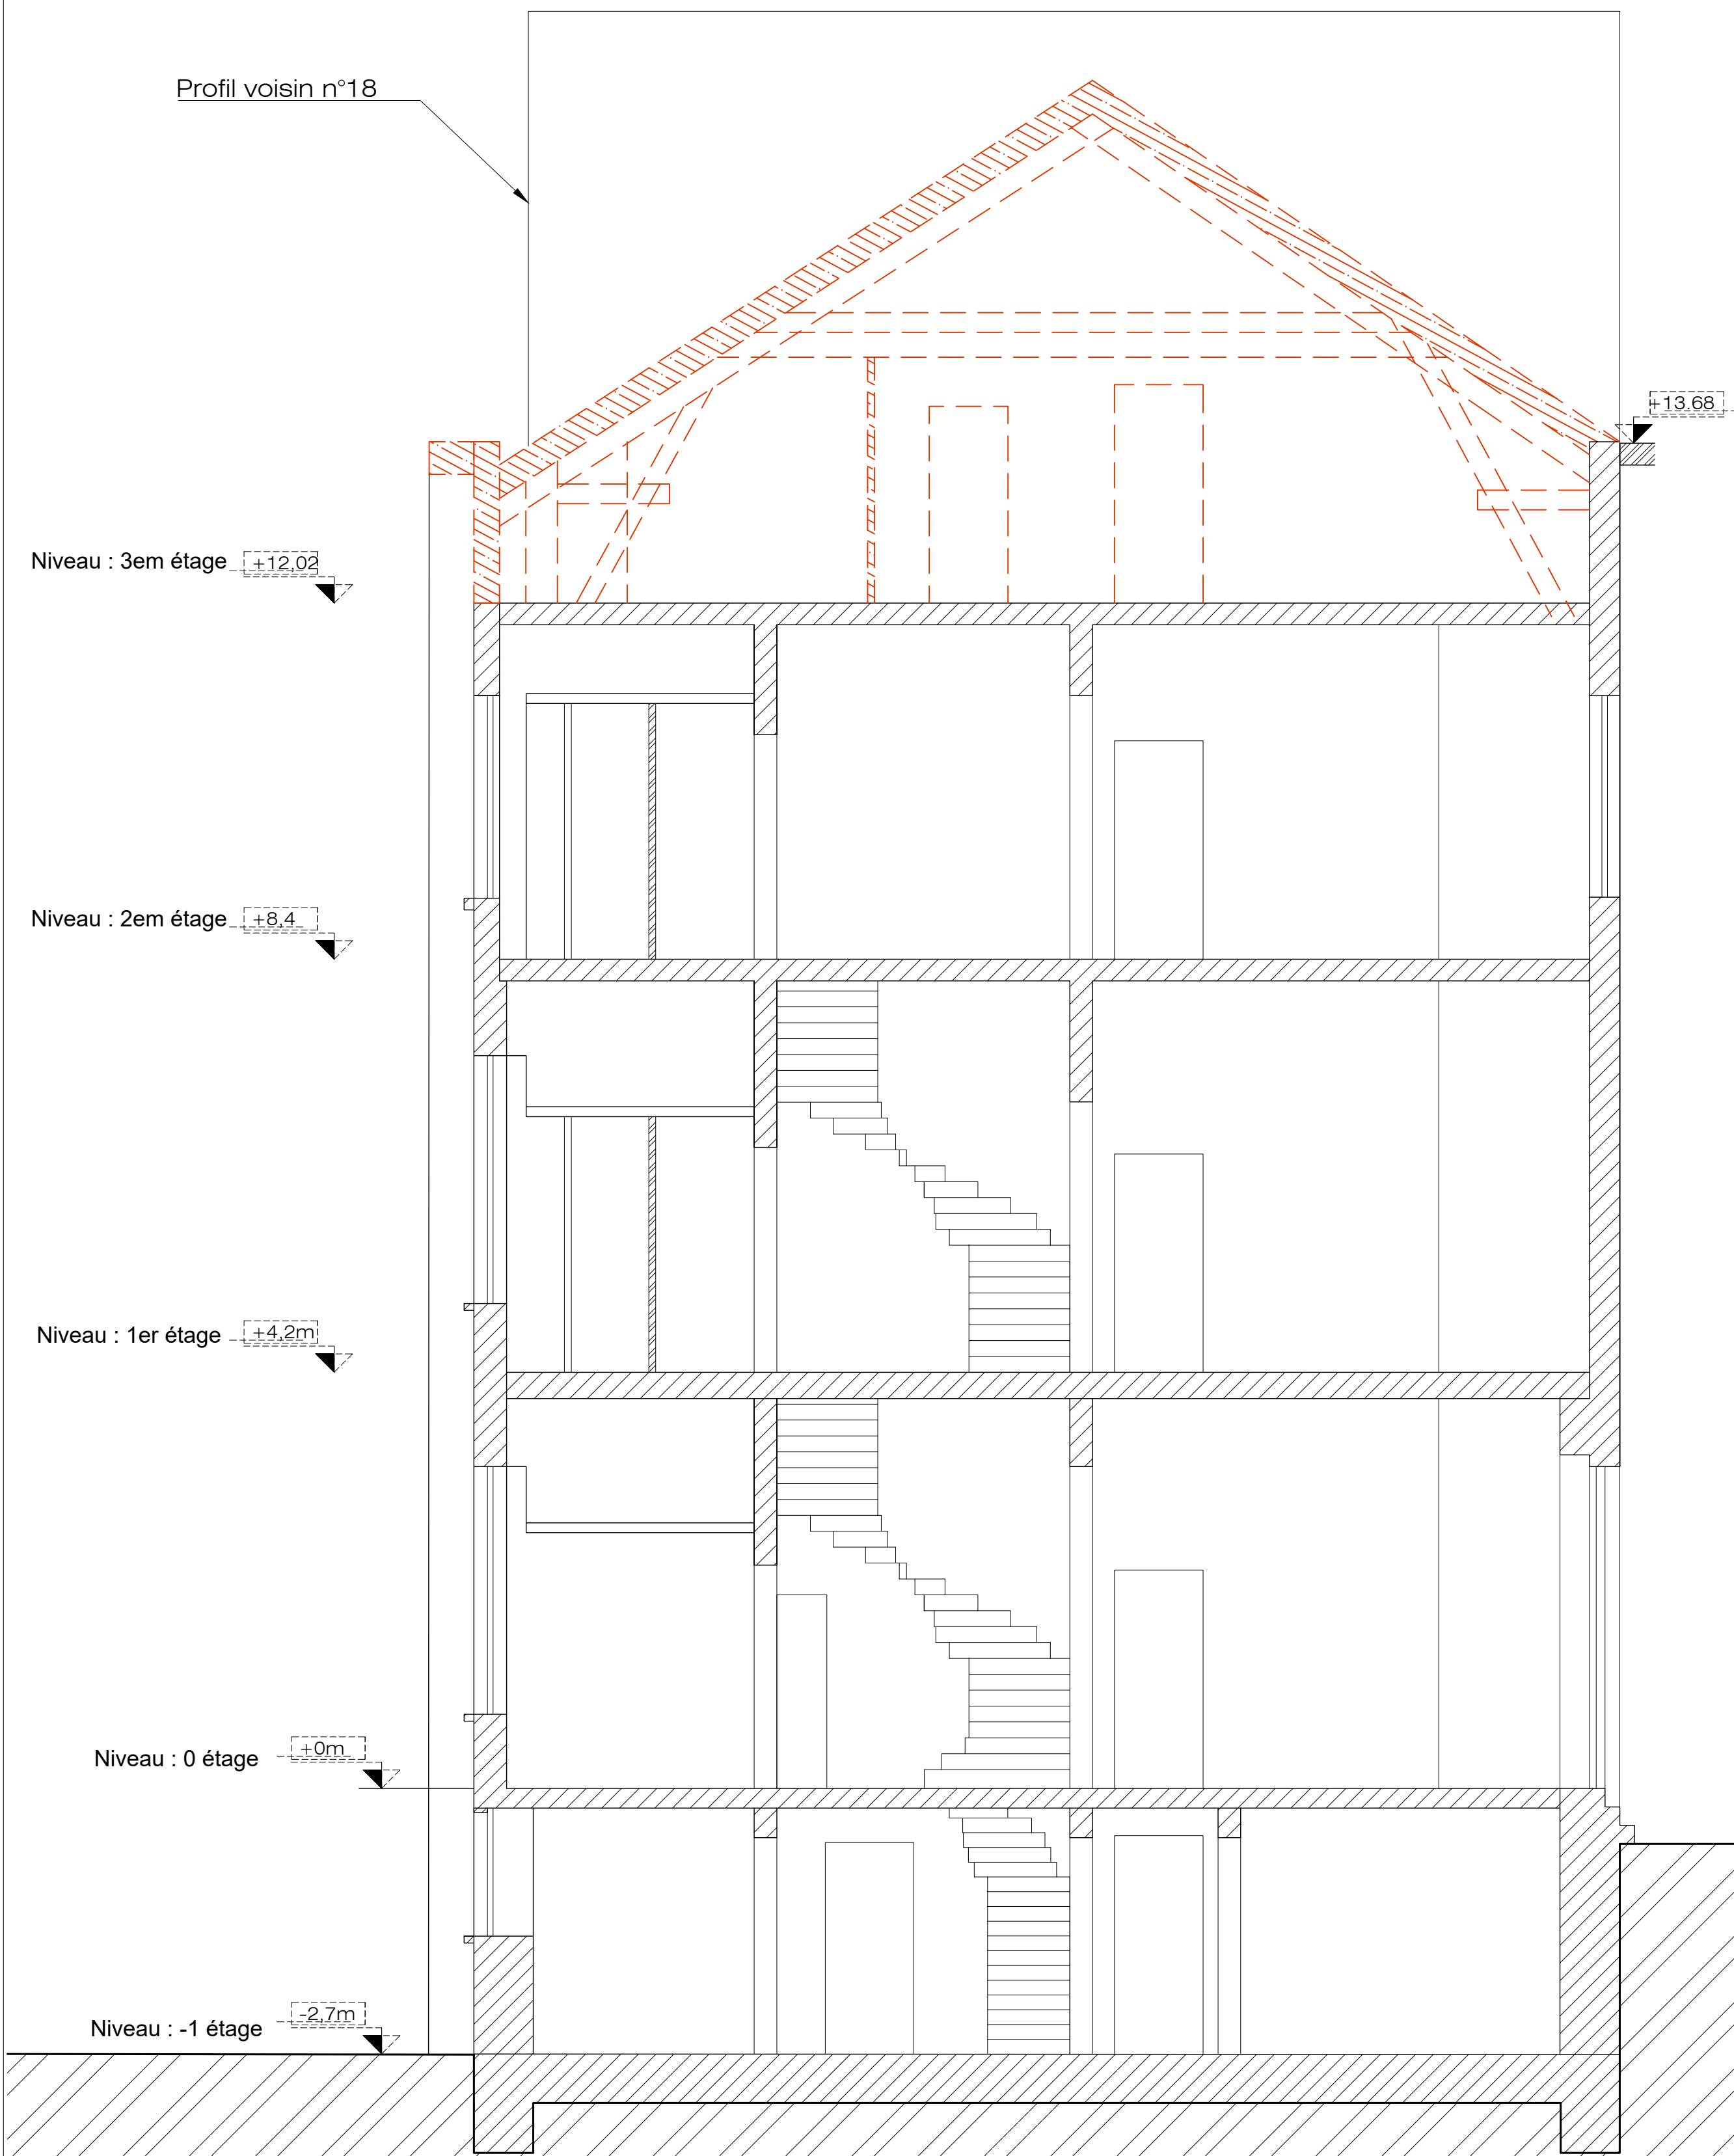 Profil voisin n°18
+13.68
Niveau : 3em étage +12,02
Niveau : 2em étage +8,4
Niveau : 1er étage +4,2m
Niveau : 0 étage +0m
Niveau : -1 étage -2,7m